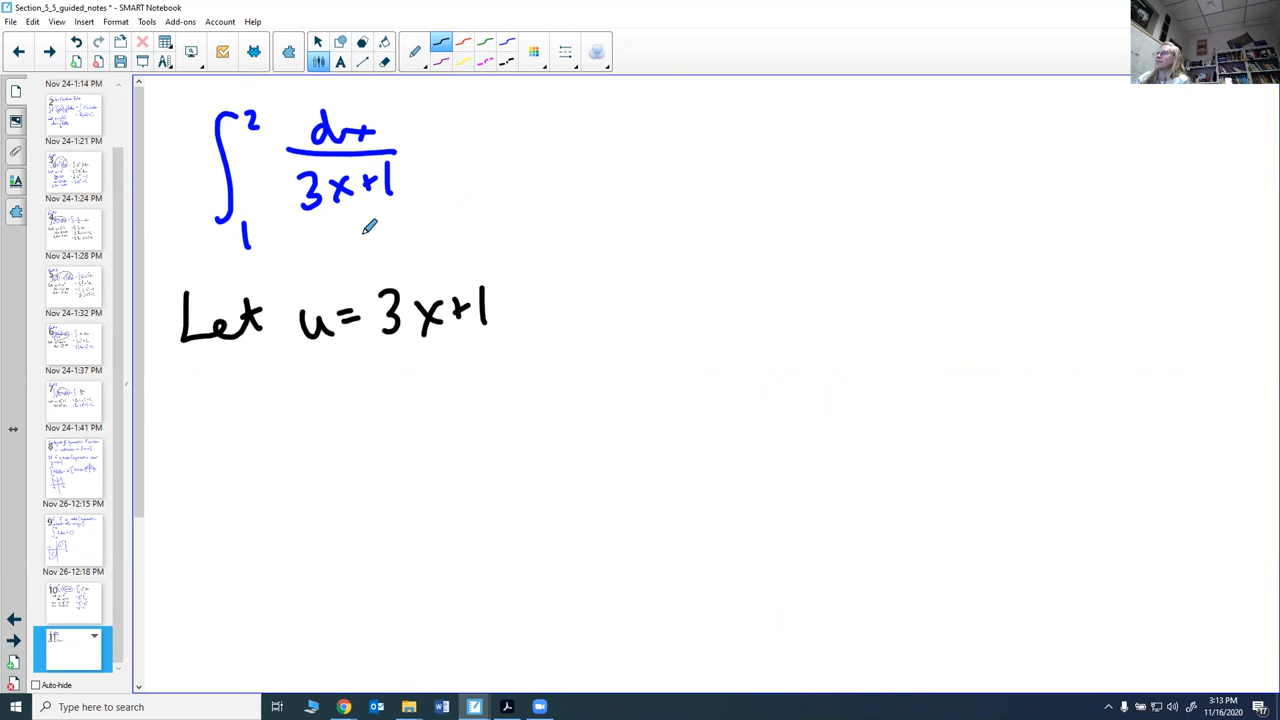 Section_5_5_guided_notes * - SMART Notebook
File Edit View Insert Format Tools Add-ons Account Help
Nov 24-1:14 PM
Nov 24-1:21 PM
Nov 24-1:24 PM
Nov 24-1:28 PM
Nov 24-1:32 PM
Nov 24-1:37 PM
Nov 24-1:41 PM
Nov 26-12:15 PM
Nov 26-12:18 PM
Auto-hide
∫₁² dx/(3x+1)
Let u = 3x+1
Type here to search
3:13 PM
11/16/2020
17